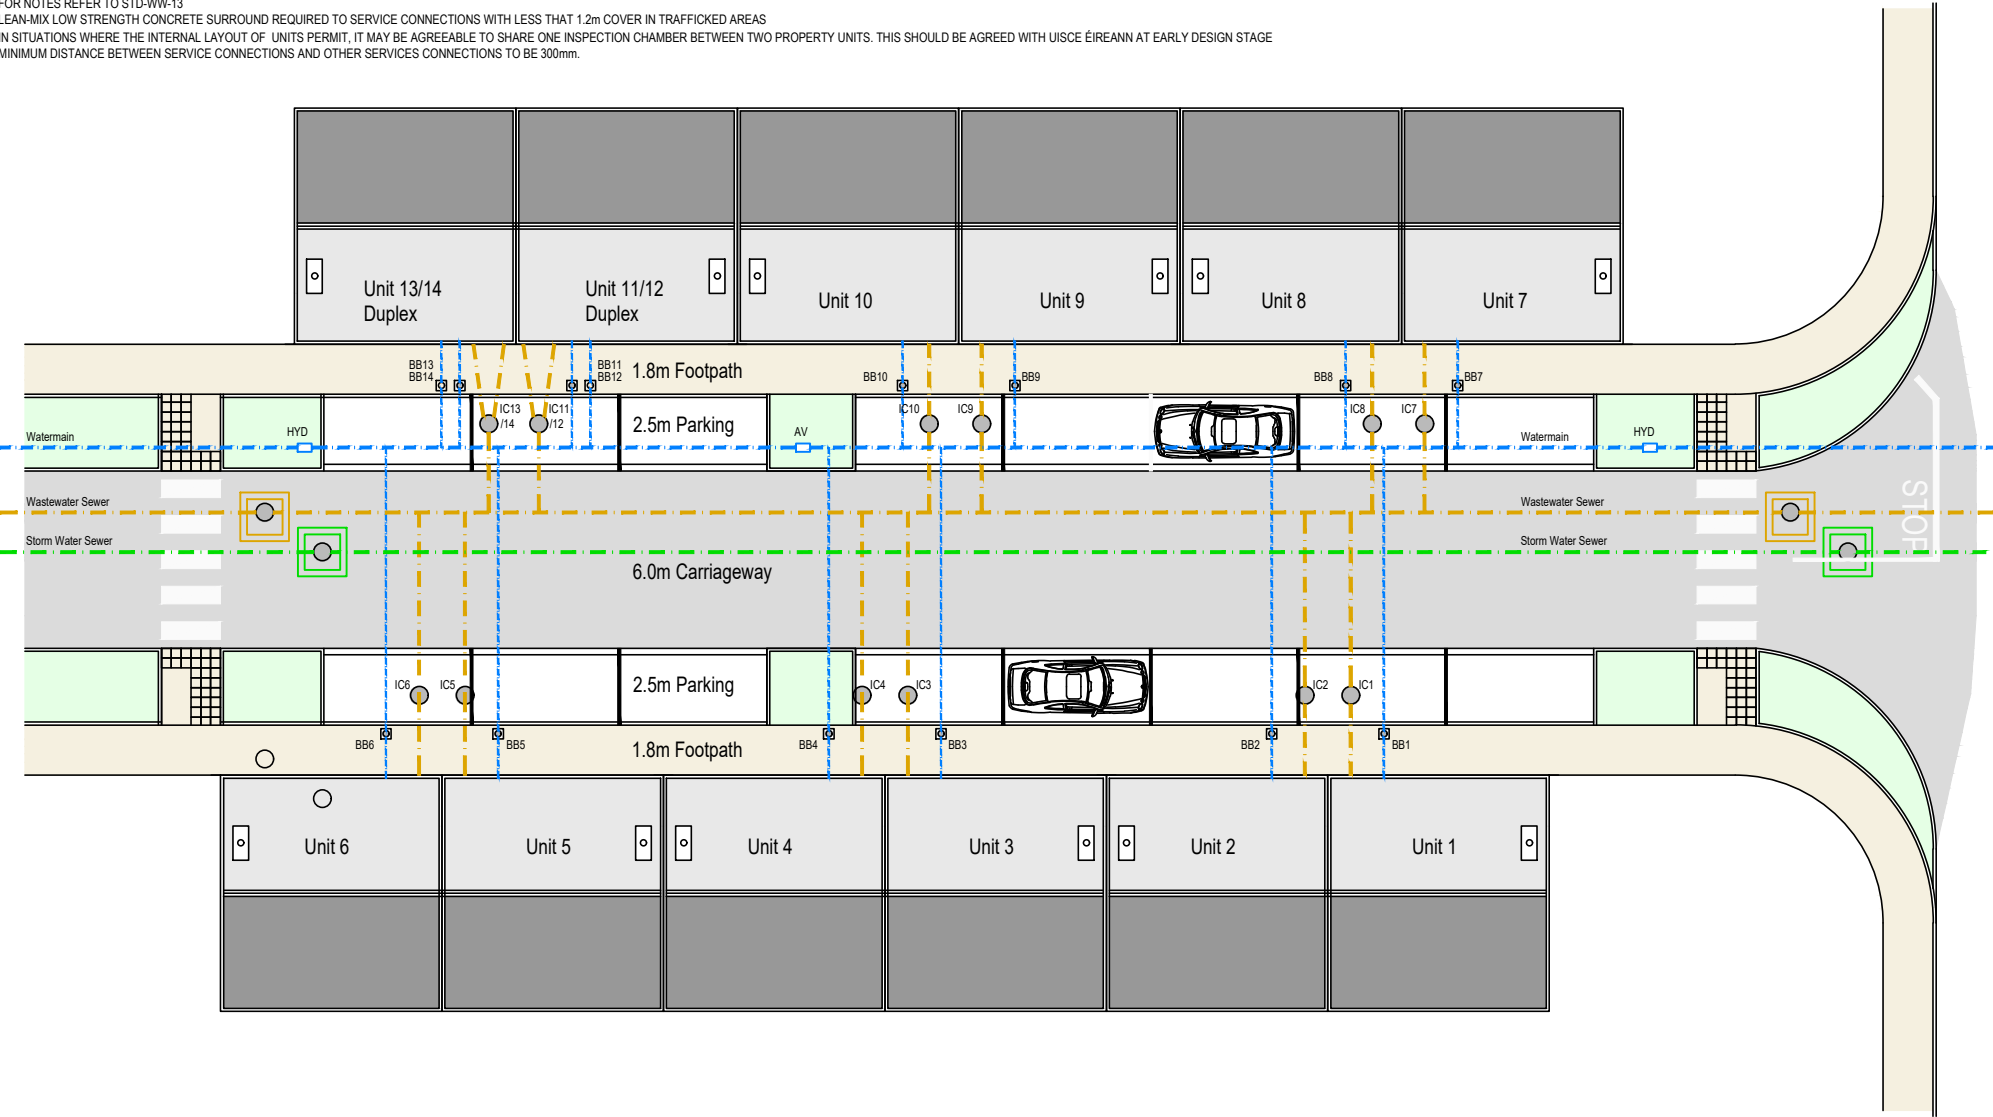 FOR NOTES REFER TO STD-WW-13
LEAN-MIX LOW STRENGTH CONCRETE SURROUND REQUIRED TO SERVICE CONNECTIONS WITH LESS THAT 1.2m COVER IN TRAFFICKED AREAS
IN SITUATIONS WHERE THE INTERNAL LAYOUT OF UNITS PERMIT, IT MAY BE AGREEABLE TO SHARE ONE INSPECTION CHAMBER BETWEEN TWO PROPERTY UNITS. THIS SHOULD BE AGREED WITH UISCE ÉIREANN AT EARLY DESIGN STAGE
MINIMUM DISTANCE BETWEEN SERVICE CONNECTIONS AND OTHER SERVICES CONNECTIONS TO BE 300mm.
Unit 13/14
Duplex
Unit 11/12
Duplex
Unit 10
Unit 9
Unit 8
Unit 7
BB13
BB14
BB11
BB12
1.8m Footpath
BB10
BB9
BB8
BB7
IC13
/14
IC11
/12
2.5m Parking
IC10
IC9
IC8
IC7
Watermain
HYD
AV
Watermain
HYD
Wastewater Sewer
Wastewater Sewer
STOP
Storm Water Sewer
Storm Water Sewer
6.0m Carriageway
IC6
IC5
2.5m Parking
IC4
IC3
IC2
IC1
BB6
BB5
1.8m Footpath
BB4
BB3
BB2
BB1
Unit 6
Unit 5
Unit 4
Unit 3
Unit 2
Unit 1